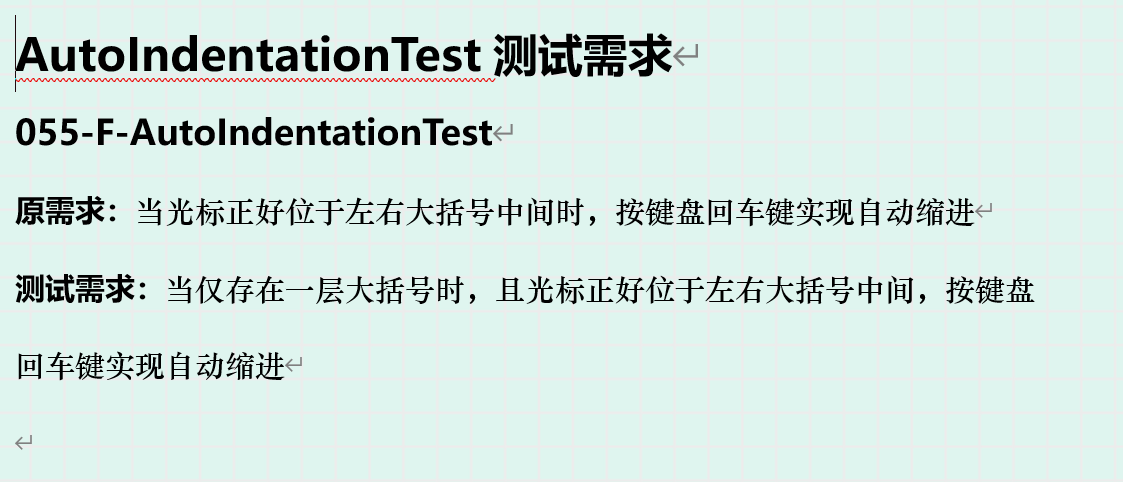 AutoIndentationTest 测试需求
055-F-AutoIndentationTest
原需求：当光标正好位于左右大括号中间时，按键盘回车键实现自动缩进
测试需求：当仅存在一层大括号时，且光标正好位于左右大括号中间，按键盘
回车键实现自动缩进